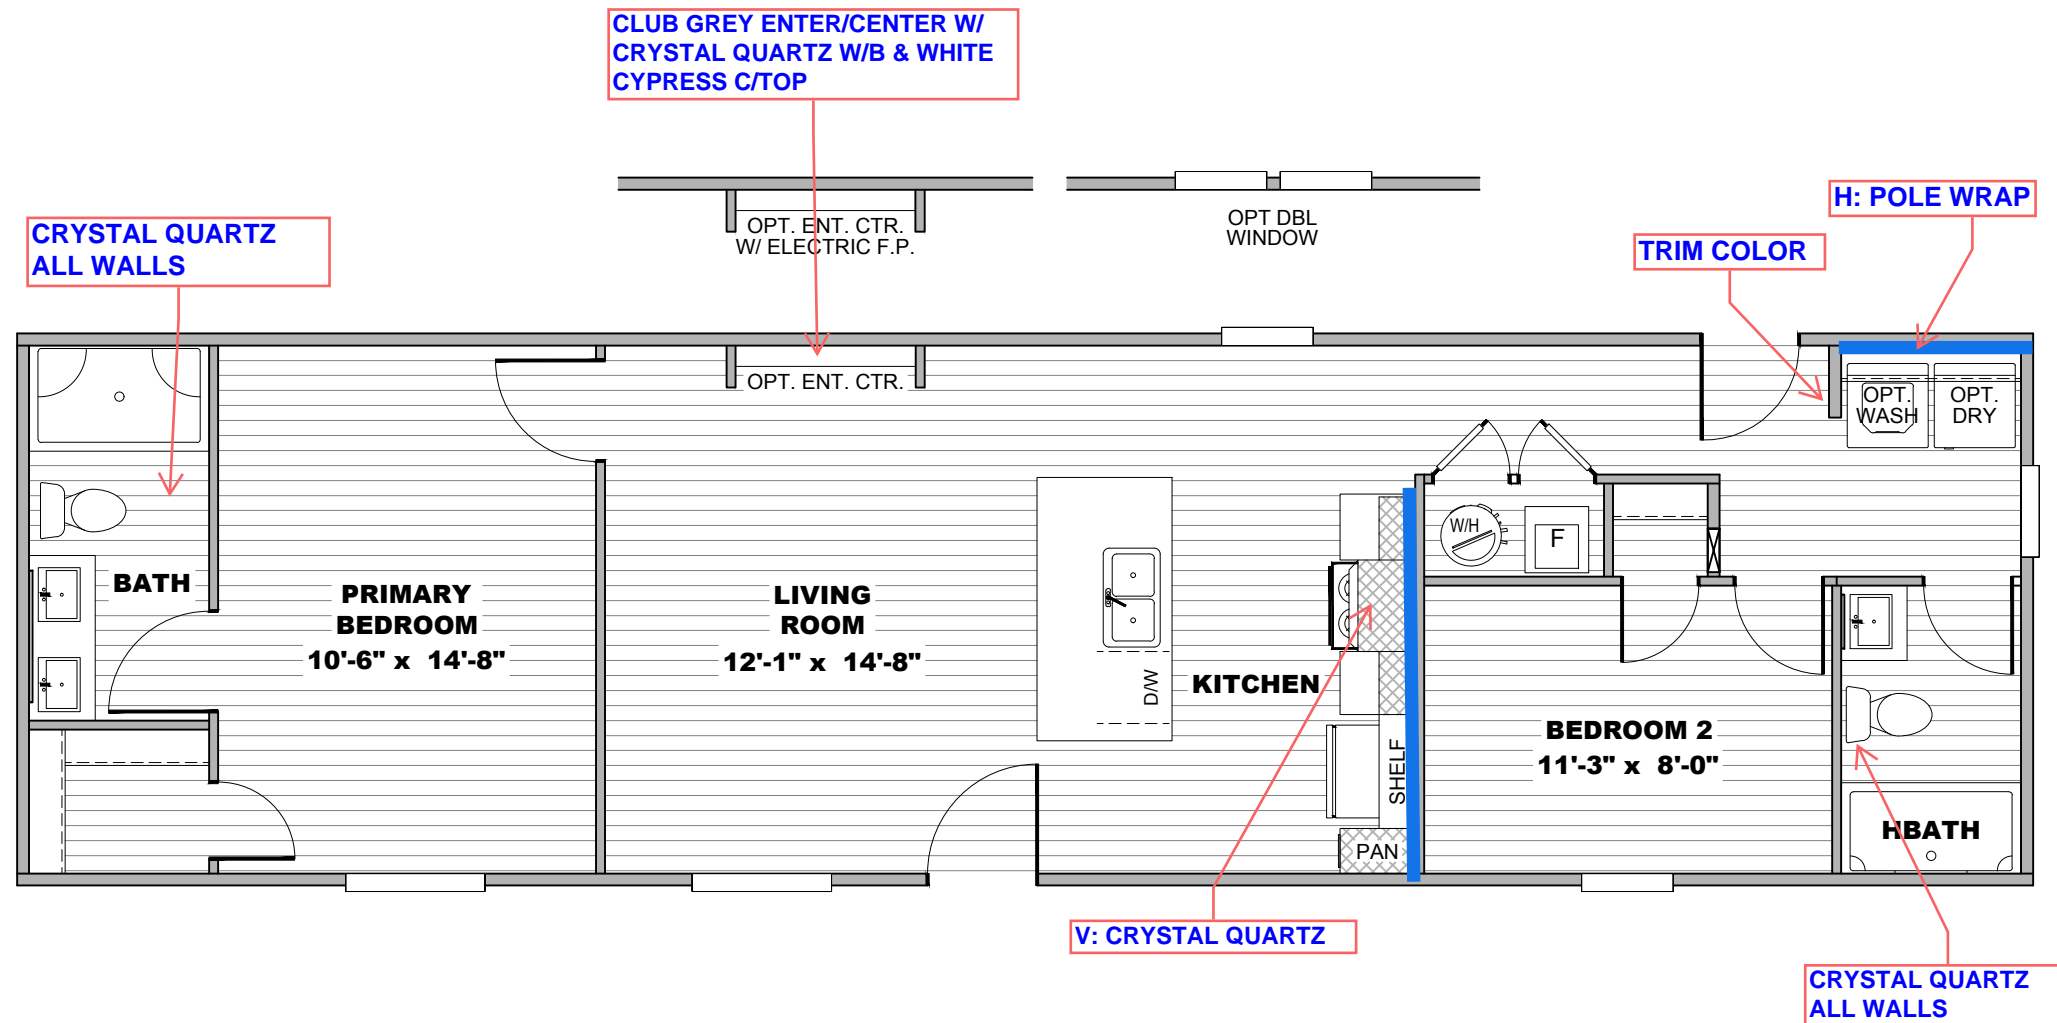 CLUB GREY ENTER/CENTER W/
CRYSTAL QUARTZ W/B & WHITE
CYPRESS C/TOP
H: POLE WRAP
CRYSTAL QUARTZ
ALL WALLS
OPT. ENT. CTR.
W/ ELECTRIC F.P.
OPT DBL
WINDOW
TRIM COLOR
OPT. ENT. CTR.
OPT.
WASH
OPT.
DRY
W/H
F
BATH
PRIMARY
BEDROOM
10'-6" x 14'-8"
LIVING
ROOM
12'-1" x 14'-8"
D/W
KITCHEN
SHELF
PAN
BEDROOM 2
11'-3" x 8'-0"
HBATH
V: CRYSTAL QUARTZ
CRYSTAL QUARTZ
ALL WALLS